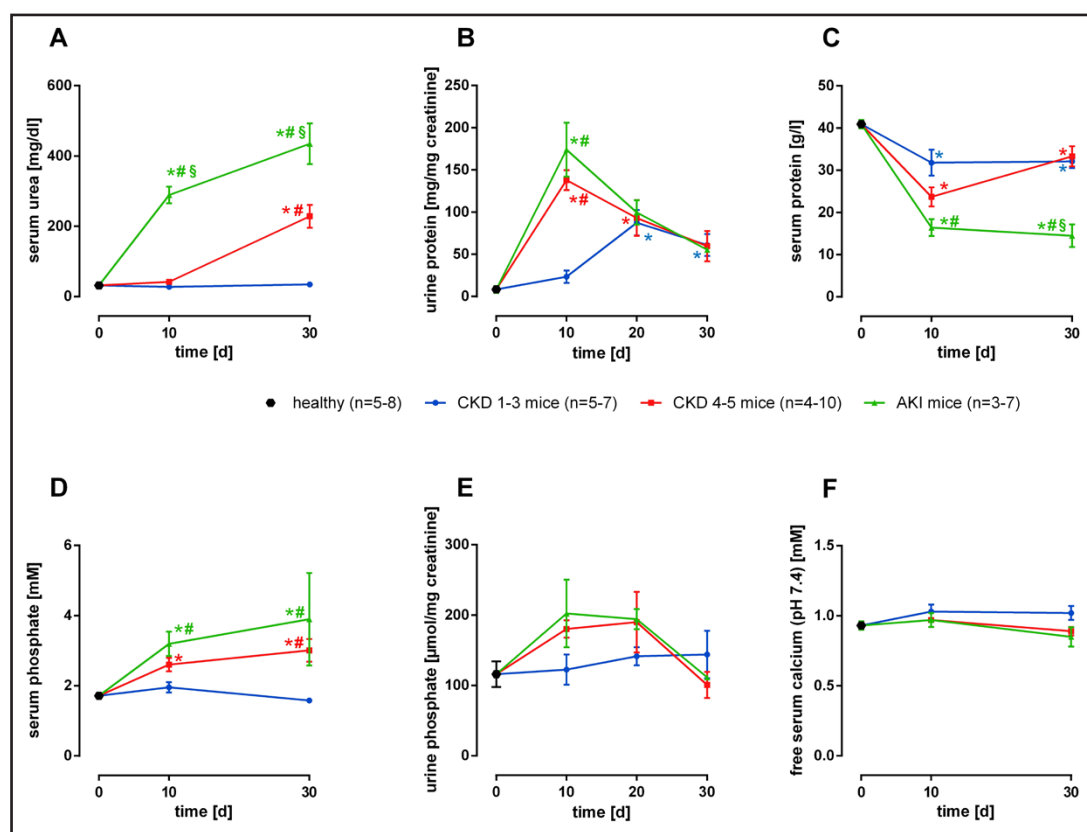 A
serum urea [mg/dl]
600
400
200
0
*#§
*#§
*#
0 10 30
time [d]
B
urine protein [mg/mg creatinine]
250
200
150
100
50
0
*#
*#
*
*
*
0 10 20 30
time [d]
C
serum protein [g/l]
50
40
30
20
10
0
*
*
*#
*
*
*#§
0 10 30
time [d]
healthy (n=5-8) CKD 1-3 mice (n=5-7) CKD 4-5 mice (n=4-10) AKI mice (n=3-7)
D
serum phosphate [mM]
6
4
2
0
*#
*
*#
*#
0 10 30
time [d]
E
urine phosphate [µmol/mg creatinine]
300
200
100
0
0 10 20 30
time [d]
F
free serum calcium (pH 7.4) [mM]
1.5
1.0
0.5
0.0
0 10 30
time [d]